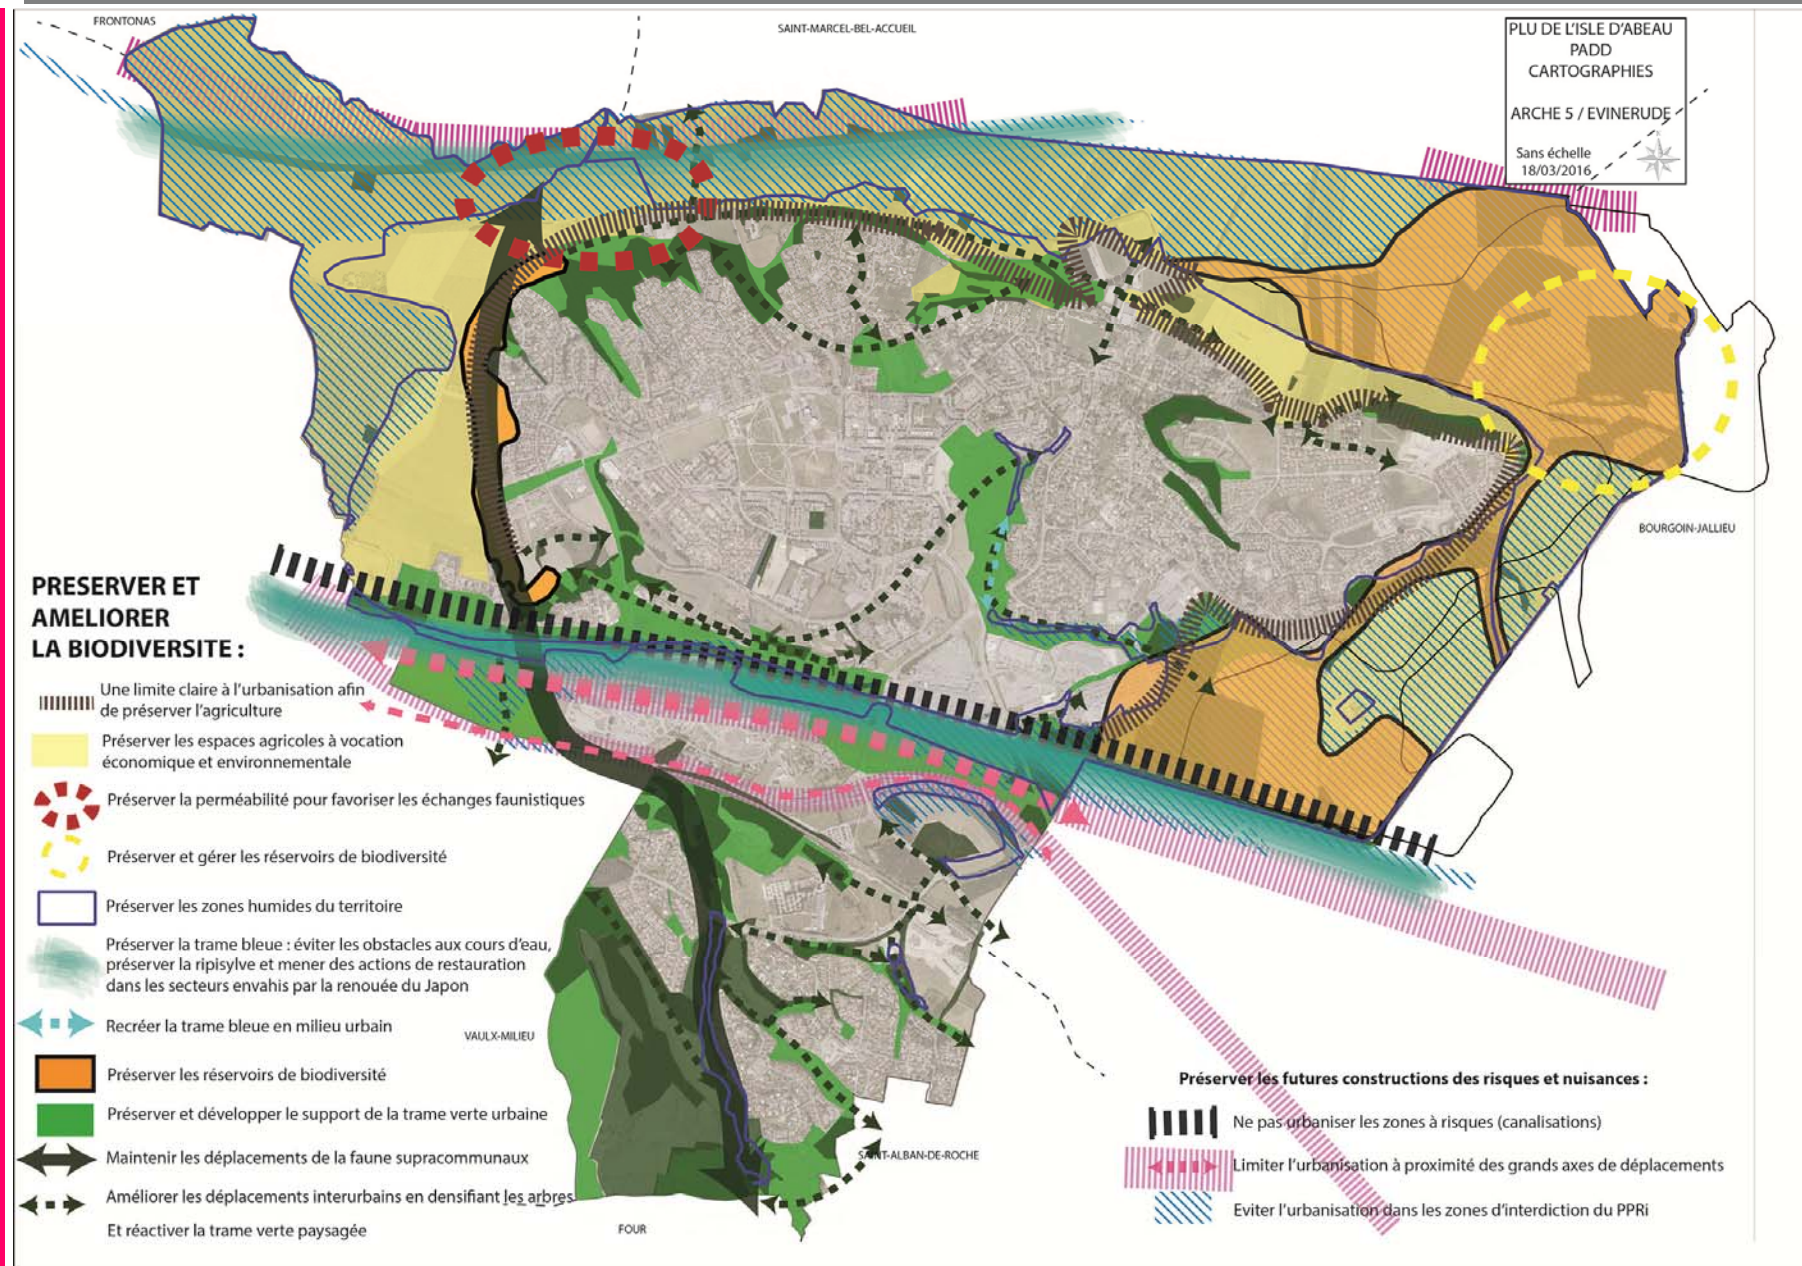 FRONTONAS
SAINT-MARCEL-BEL-ACCUEIL
PLU DE L'ISLE D'ABEAU
PADD
CARTOGRAPHIES
ARCHE 5 / EVINERUDE
Sans échelle
18/03/2016
BOURGOIN-JALLIEU
PRESERVER ET
AMELIORER
LA BIODIVERSITE :
Une limite claire à l'urbanisation afin
de préserver l'agriculture
Préserver les espaces agricoles à vocation
économique et environnementale
Préserver la perméabilité pour favoriser les échanges faunistiques
Préserver et gérer les réservoirs de biodiversité
Préserver les zones humides du territoire
Préserver la trame bleue : éviter les obstacles aux cours d'eau,
préserver la ripisylve et mener des actions de restauration
dans les secteurs envahis par la renouée du Japon
Recréer la trame bleue en milieu urbain
Préserver les réservoirs de biodiversité
Préserver et développer le support de la trame verte urbaine
Maintenir les déplacements de la faune supracommunaux
Améliorer les déplacements interurbains en densifiant les arbres
Et réactiver la trame verte paysagée
VAULX-MILIEU
FOUR
SAINT-ALBAN-DE-ROCHE
Préserver les futures constructions des risques et nuisances :
Ne pas urbaniser les zones à risques (canalisations)
Limiter l'urbanisation à proximité des grands axes de déplacements
Eviter l'urbanisation dans les zones d'interdiction du PPRi